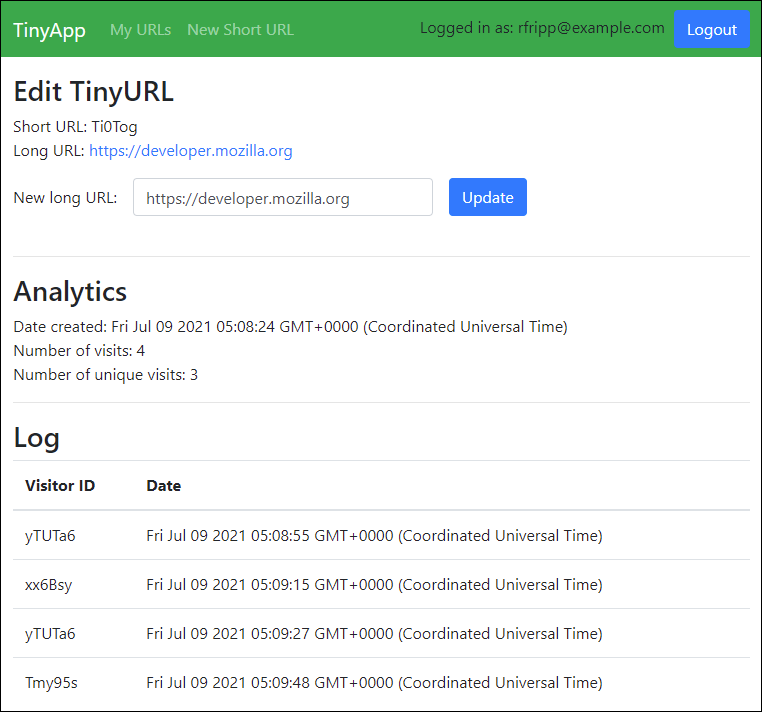 TinyApp My URLs New Short URL Logged in as: rfripp@example.com Logout
Edit TinyURL
Short URL: Ti0Tog
Long URL: https://developer.mozilla.org
New long URL: https://developer.mozilla.org Update
Analytics
Date created: Fri Jul 09 2021 05:08:24 GMT+0000 (Coordinated Universal Time)
Number of visits: 4
Number of unique visits: 3
Log
Visitor ID Date
yTUTa6 Fri Jul 09 2021 05:08:55 GMT+0000 (Coordinated Universal Time)
xx6Bsy Fri Jul 09 2021 05:09:15 GMT+0000 (Coordinated Universal Time)
yTUTa6 Fri Jul 09 2021 05:09:27 GMT+0000 (Coordinated Universal Time)
Tmy95s Fri Jul 09 2021 05:09:48 GMT+0000 (Coordinated Universal Time)